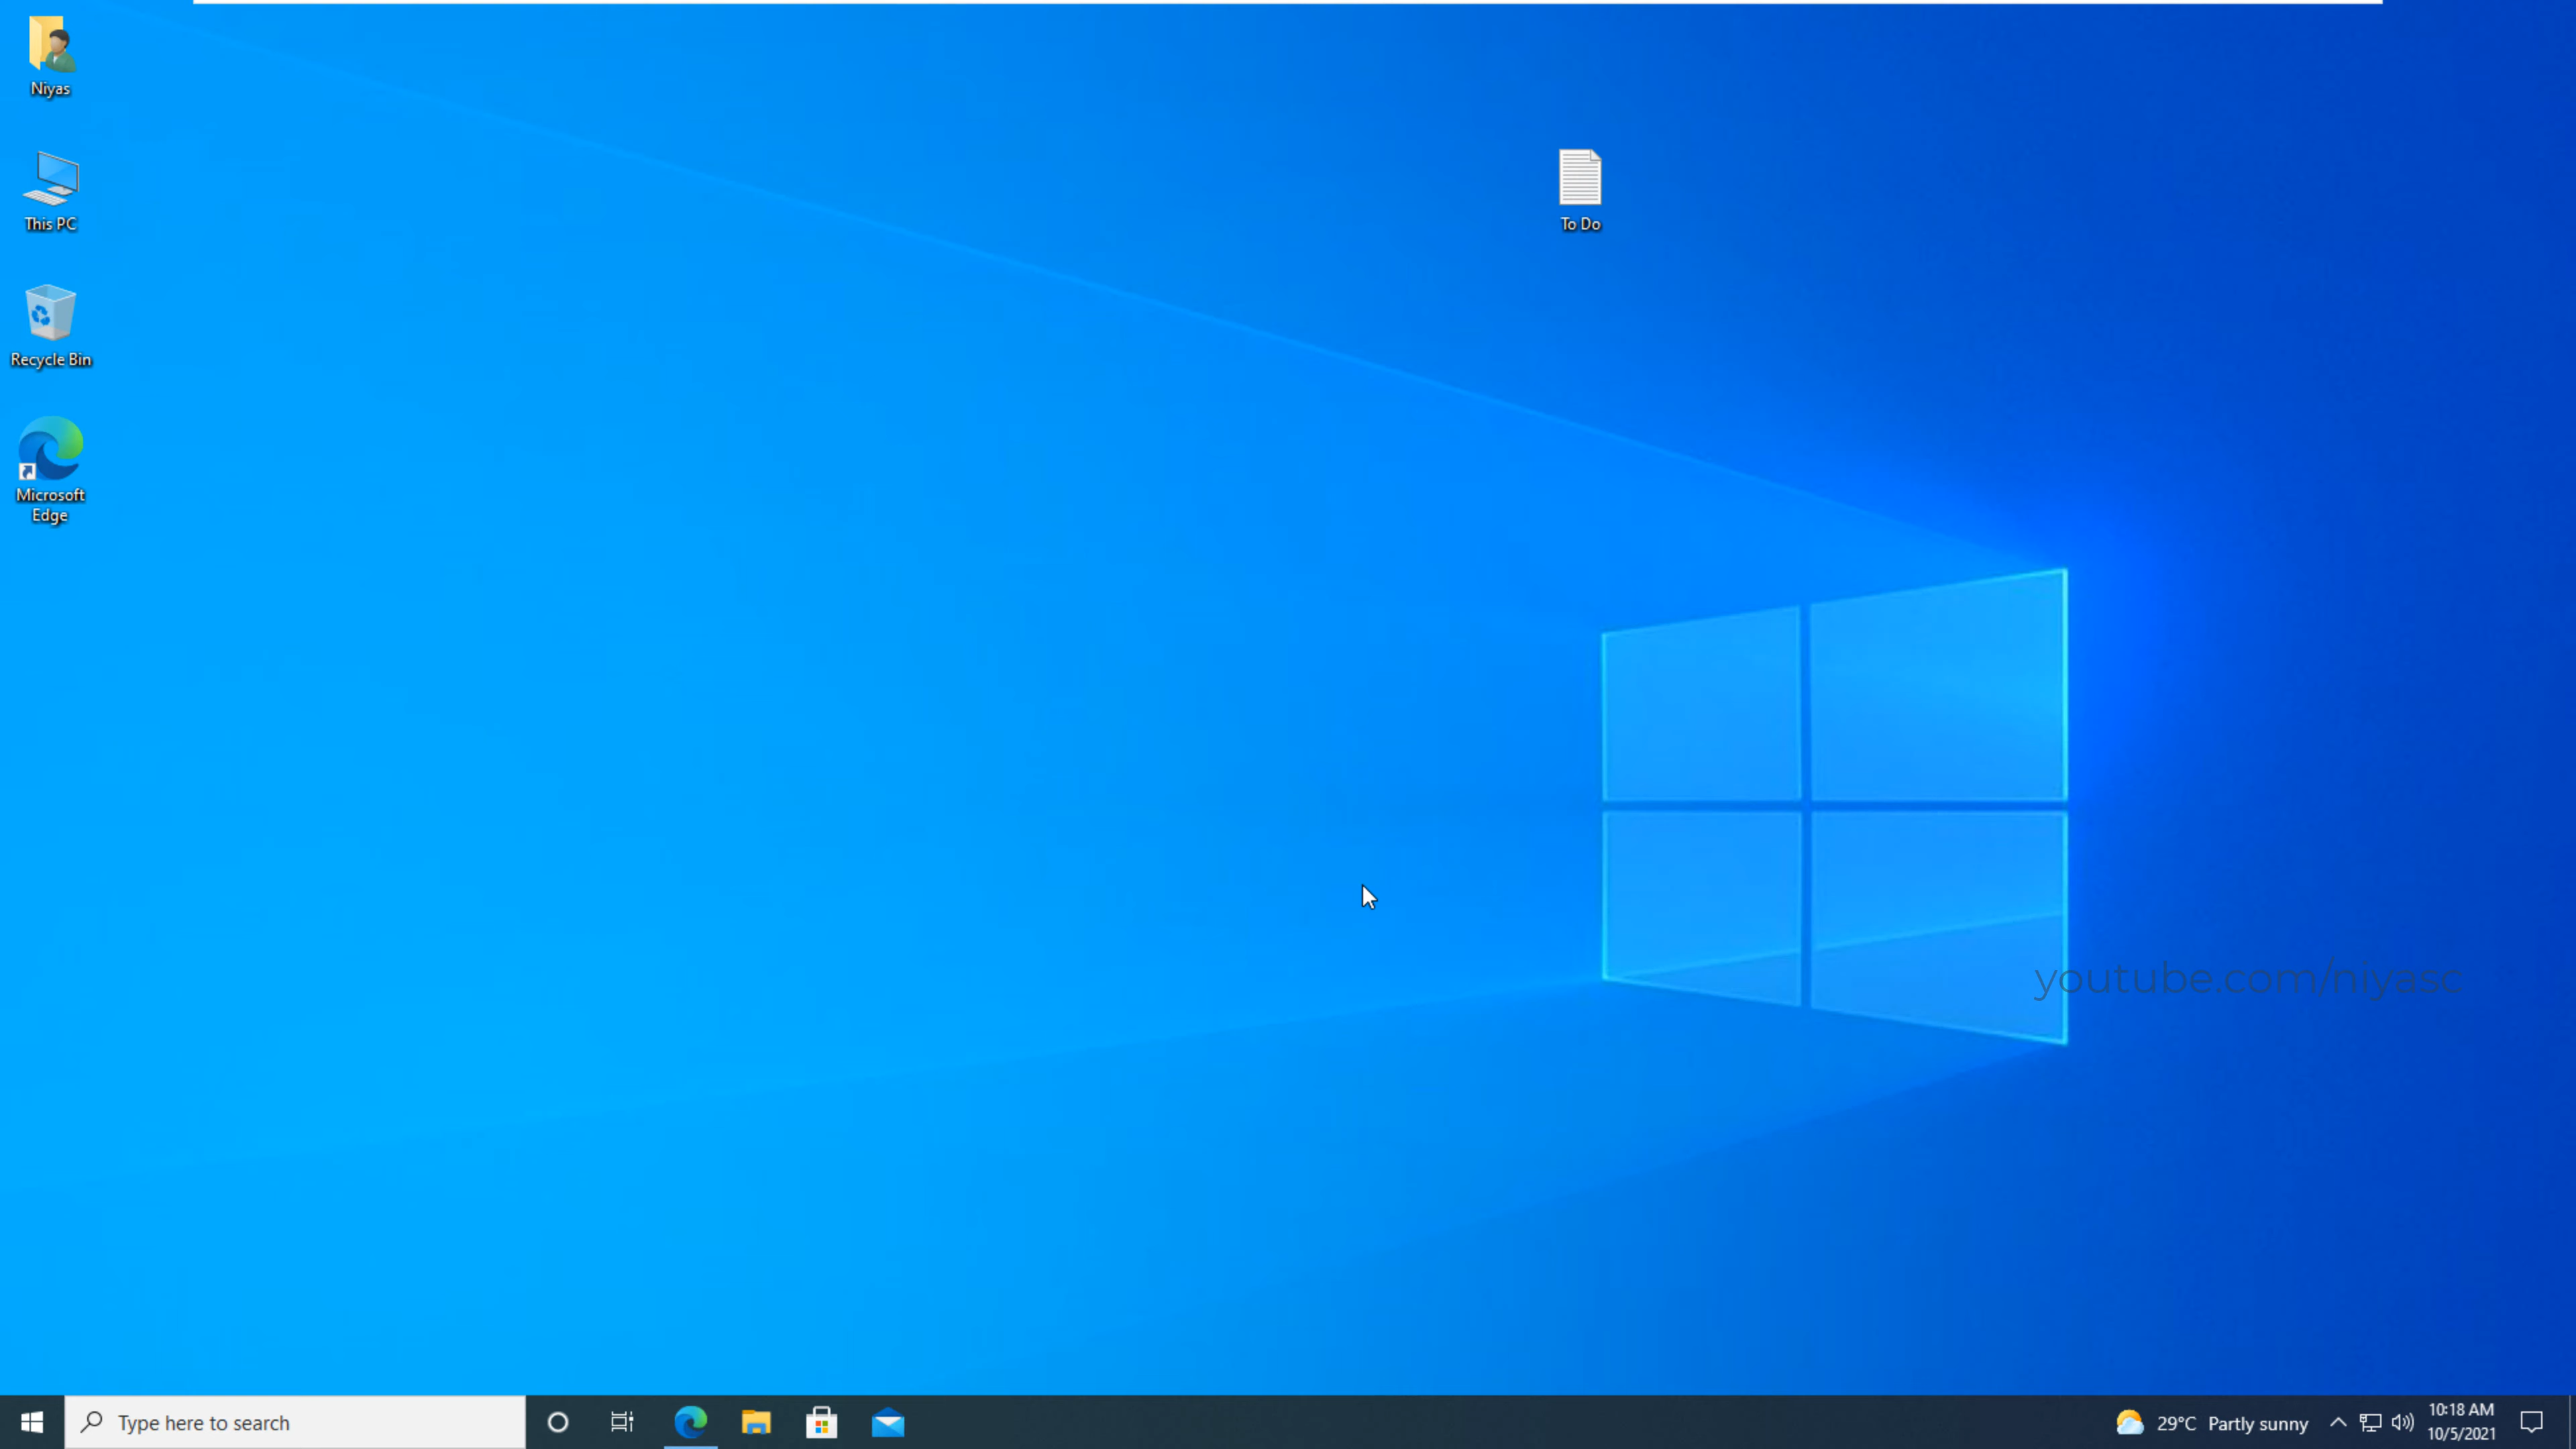 Niyas
This PC
Recycle Bin
Microsoft
Edge
To Do
youtube.com/niyasc
Type here to search
29°C Partly sunny
10:18 AM
10/5/2021